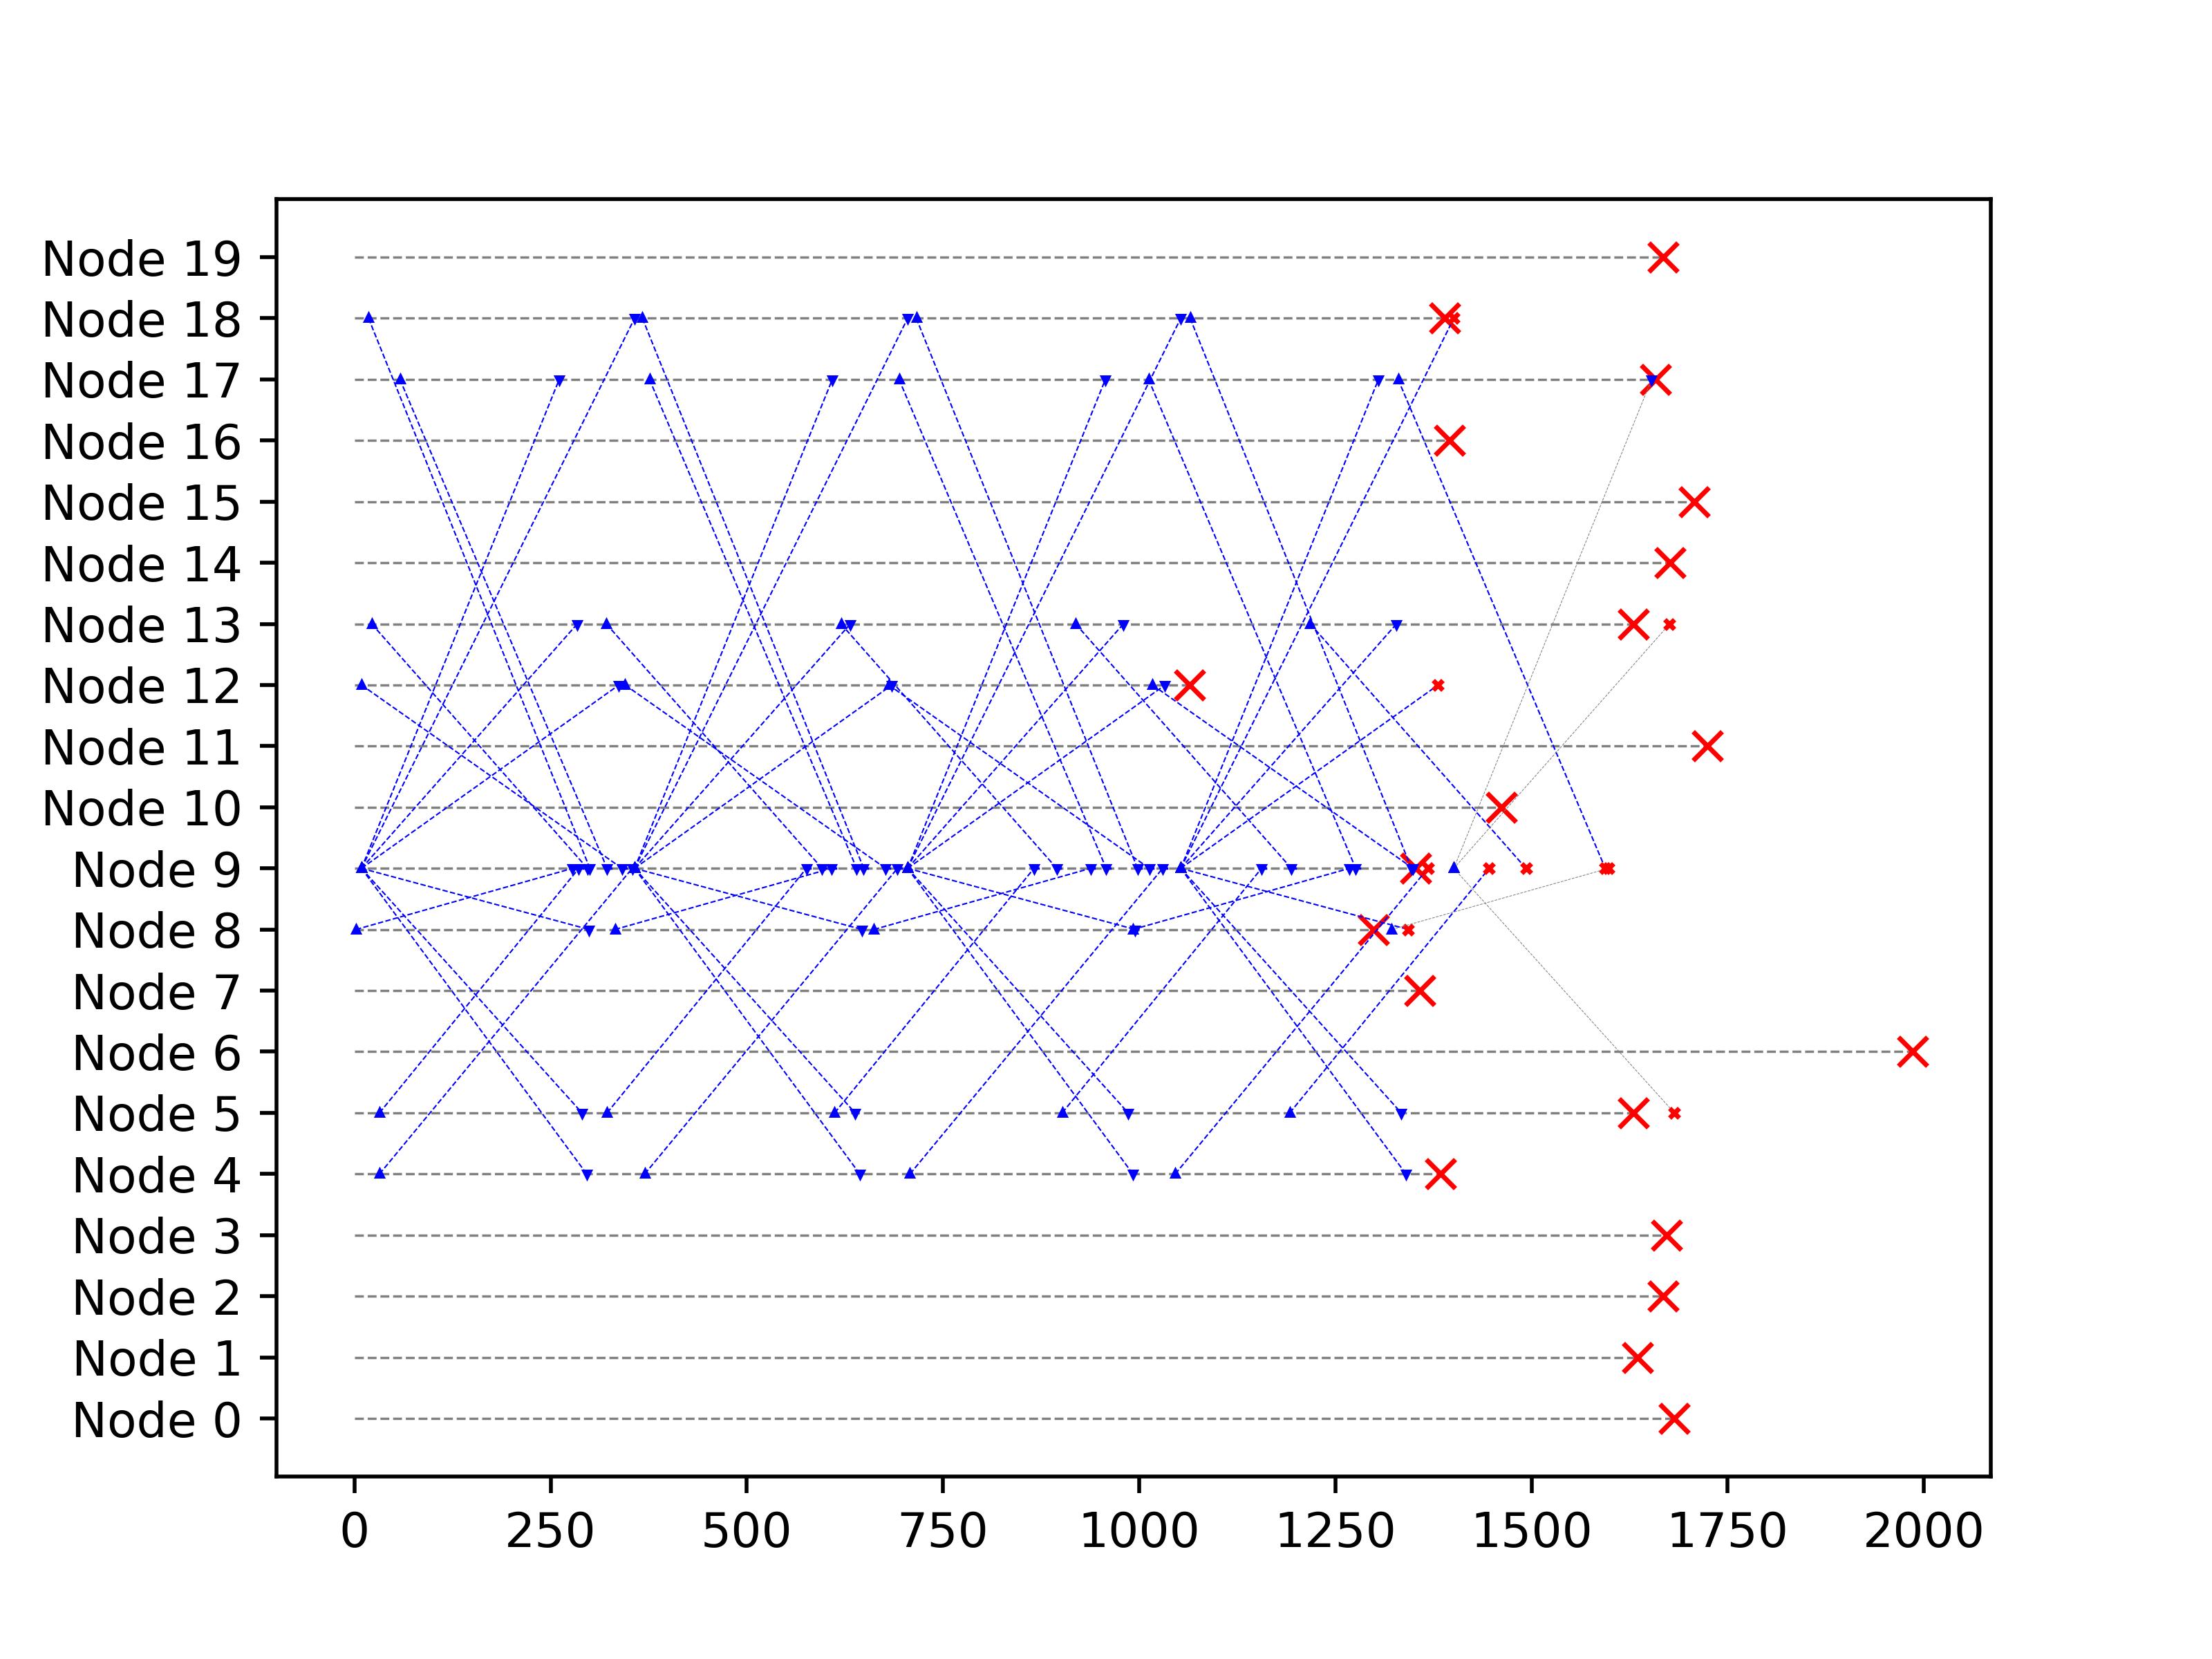 Node 19
Node 18
Node 17
Node 16
Node 15
Node 14
Node 13
Node 12
Node 11
Node 10
Node 9
Node 8
Node 7
Node 6
Node 5
Node 4
Node 3
Node 2
Node 1
Node 0
0 250 500 750 1000 1250 1500 1750 2000